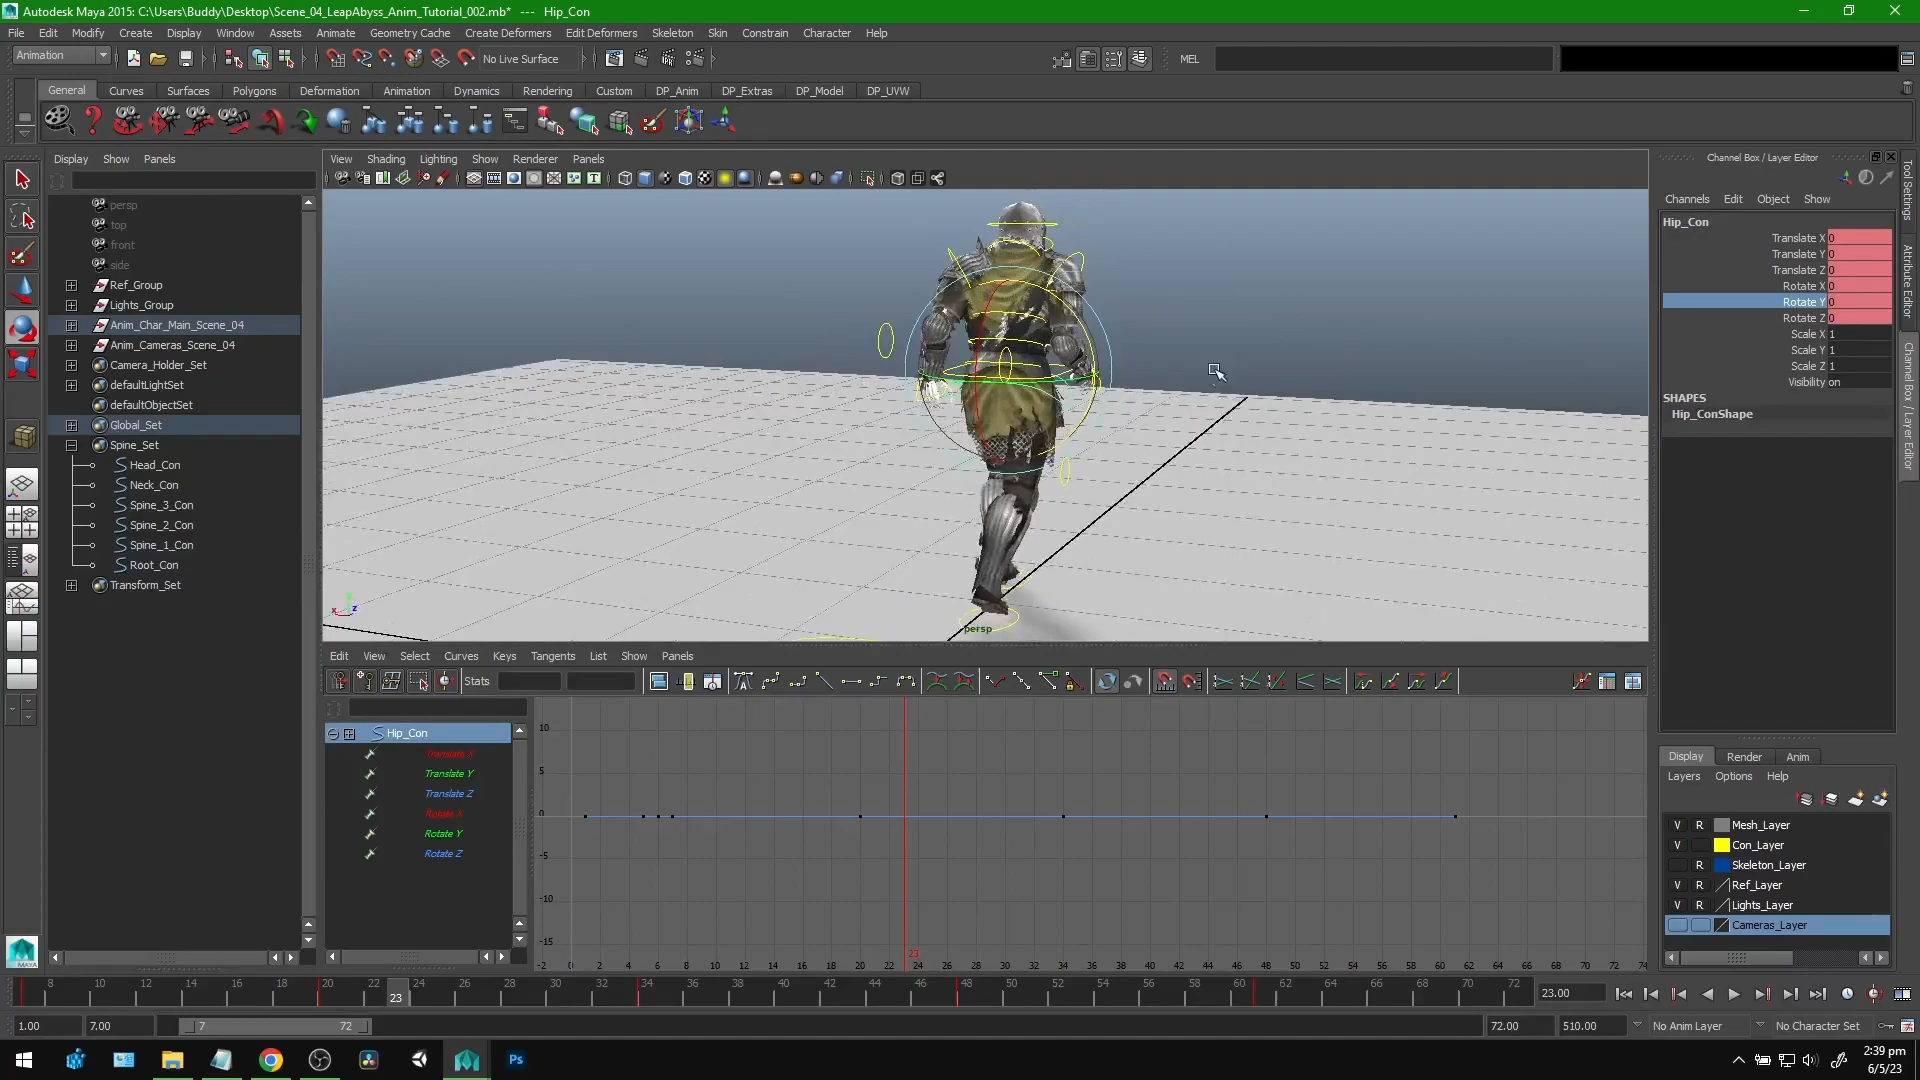 Autodesk Maya 2015: C:\Users\Buddy\Desktop\Scene_04_LeapAbyss_Anim_Tutorial_002.mb* --- Hip_Con
File Edit Modify Create Display Window Assets Animate Geometry Cache Create Deformers Edit Deformers Skeleton Skin Constrain Character Help
Animation No Live Surface MEL
General Curves Surfaces Polygons Deformation Animation Dynamics Rendering Custom DP_Anim DP_Extras DP_Model DP_UVW
Display Show Panels
View Shading Lighting Show Renderer Panels
persp
top
front
side
Ref_Group
Lights_Group
Anim_Char_Main_Scene_04
Anim_Cameras_Scene_04
Camera_Holder_Set
defaultLightSet
defaultObjectSet
Global_Set
Spine_Set
Head_Con
Neck_Con
Spine_3_Con
Spine_2_Con
Spine_1_Con
Root_Con
Transform_Set
x y z
persp
Channel Box / Layer Editor
Channels Edit Object Show
Hip_Con
Translate X 0
Translate Y 0
Translate Z 0
Rotate X 0
Rotate Y 0
Rotate Z 0
Scale X 1
Scale Y 1
Scale Z 1
Visibility on
SHAPES
Hip_ConShape
Tool Settings
Attribute Editor
Channel Box / Layer Editor
Edit View Select Curves Keys Tangents List Show Panels
Stats
Hip_Con
Translate X
Translate Y
Translate Z
Rotate X
Rotate Y
Rotate Z
10
5
0
-5
-10
-15
23
-2 0 2 4 6 8 10 12 14 16 18 20 22 24 26 28 30 32 34 36 38 40 42 44 46 48 50 52 54 56 58 60 62 64 66 68 70 72 74
Display Render Anim
Layers Options Help
V R Mesh_Layer
V Con_Layer
R Skeleton_Layer
V R Ref_Layer
V R Lights_Layer
Cameras_Layer
8 10 12 14 16 18 20 22 24 26 28 30 32 34 36 38 40 42 44 46 48 50 52 54 56 58 60 62 64 66 68 70 72
23
23.00
1.00 7.00 7 72 72.00 510.00 No Anim Layer No Character Set
MAYA
Ps
2:39 pm
6/5/23